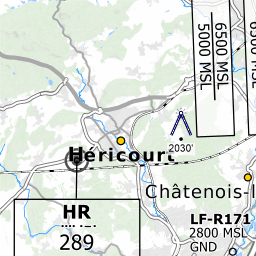 6500 MSL
5000 MSL
2030'
Héricourt
Châtenois-l
HR
289
LF-R171
2800 MSL
GND